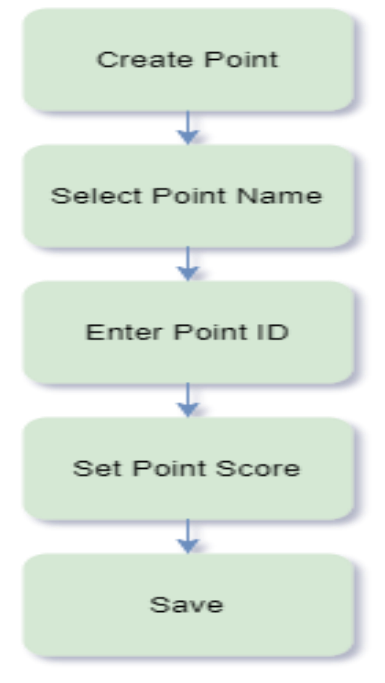 Create Point
Select Point Name
Enter Point ID
Set Point Score
Save